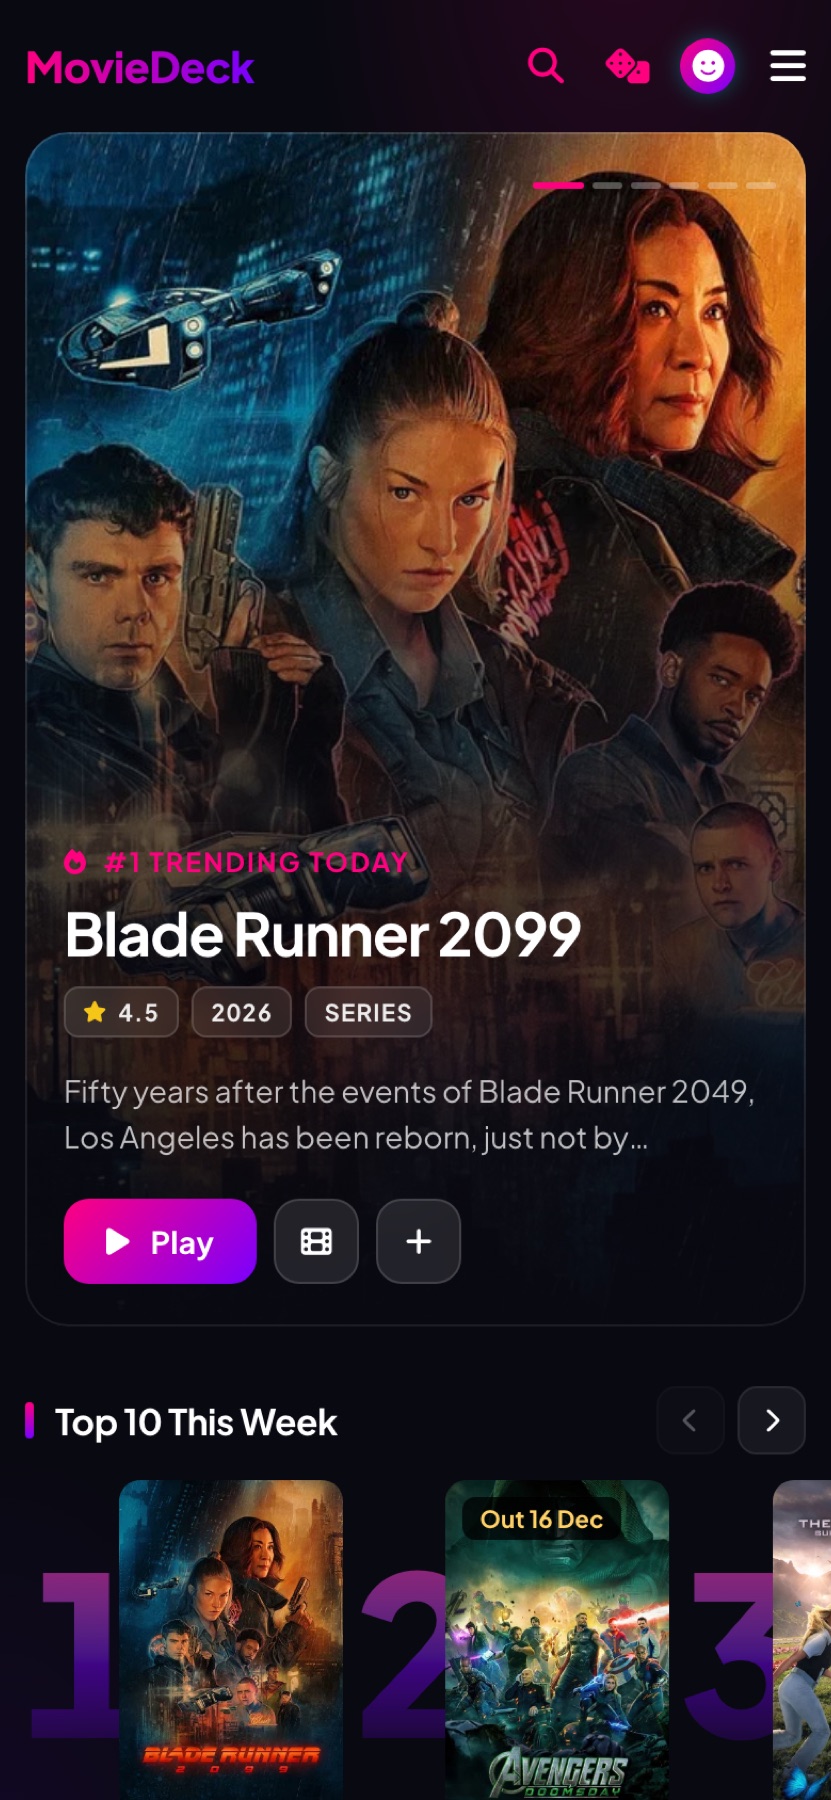 MovieDeck
#1 TRENDING TODAY
Blade Runner 2099
4.5
2026
SERIES
Fifty years after the events of Blade Runner 2049,
Los Angeles has been reborn, just not by...
Play
Top 10 This Week
1
BLADE RUNNER
2099
2
Out 16 Dec
AVENGERS
DOOMSDAY
3
THE